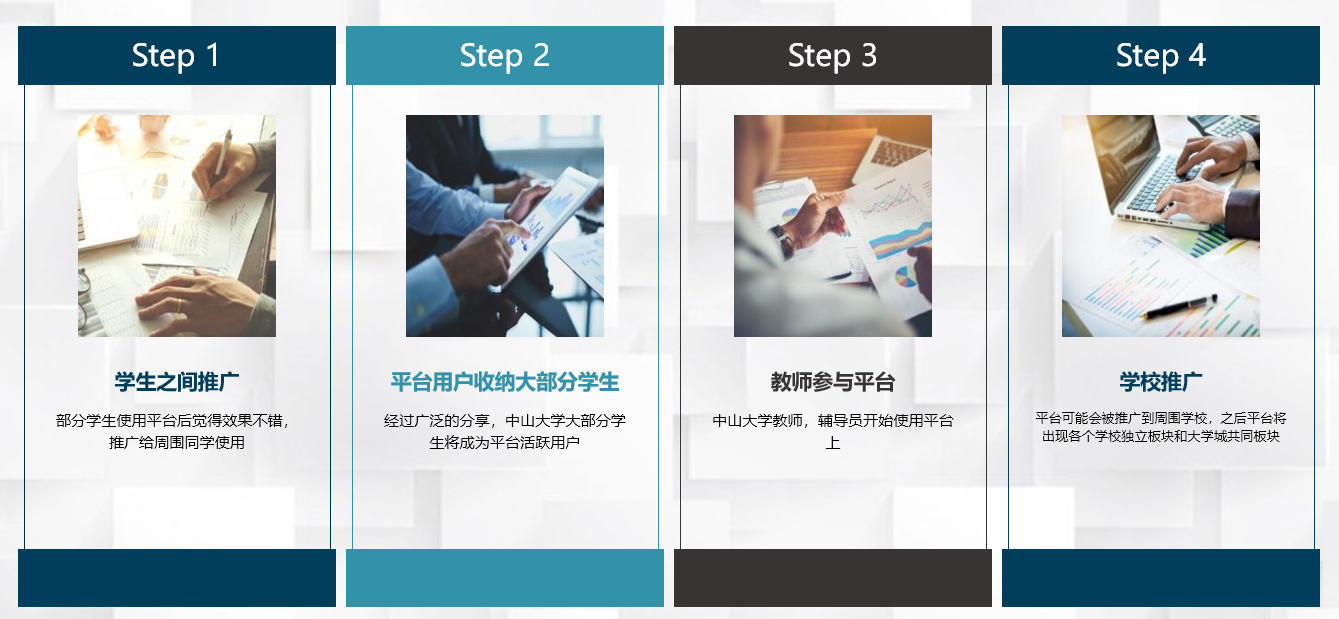 Step 1
学生之间推广
部分学生使用平台后觉得效果不错，
推广给周围同学使用
Step 2
平台用户收纳大部分学生
经过广泛的分享，中山大学大部分学
生将成为平台活跃用户
Step 3
教师参与平台
中山大学教师，辅导员开始使用平台
上
Step 4
学校推广
平台可能会被推广到周围学校，之后平台将
出现各个学校独立板块和大学城共同板块